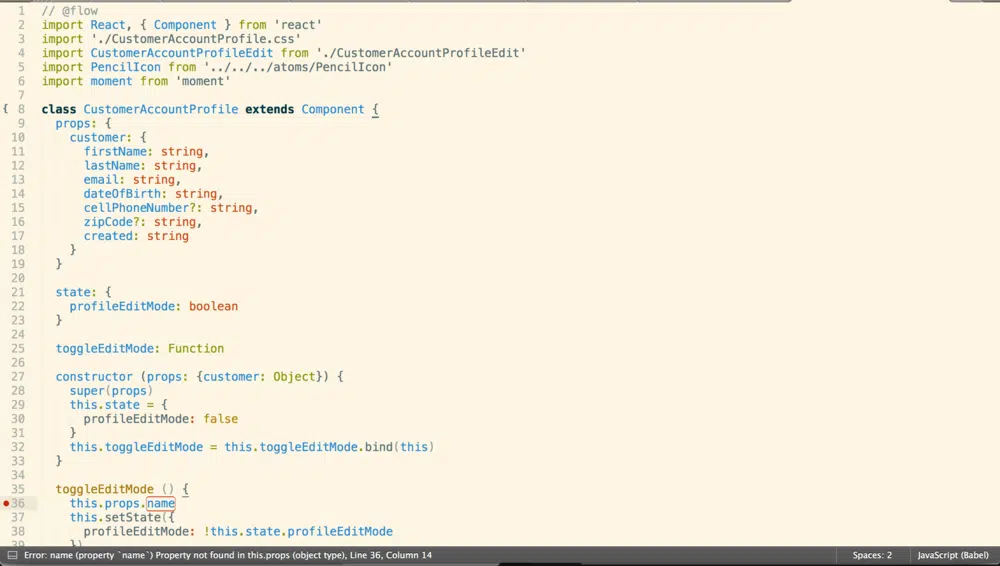 1 // @flow
2 import React, { Component } from 'react'
3 import './CustomerAccountProfile.css'
4 import CustomerAccountProfileEdit from './CustomerAccountProfileEdit'
5 import PencilIcon from '../../../atoms/PencilIcon'
6 import moment from 'moment'
7
{ 8 class CustomerAccountProfile extends Component {
9 props: {
10 customer: {
11 firstName: string,
12 lastName: string,
13 email: string,
14 dateOfBirth: string,
15 cellPhoneNumber?: string,
16 zipCode?: string,
17 created: string
18 }
19 }
20
21 state: {
22 profileEditMode: boolean
23 }
24
25 toggleEditMode: Function
26
27 constructor (props: {customer: Object}) {
28 super(props)
29 this.state = {
30 profileEditMode: false
31 }
32 this.toggleEditMode = this.toggleEditMode.bind(this)
33 }
34
35 toggleEditMode () {
36 this.props.name
37 this.setState({
38 profileEditMode: !this.state.profileEditMode
39 })
Error: name (property `name`) Property not found in this.props (object type), Line 36, Column 14 Spaces: 2 JavaScript (Babel)